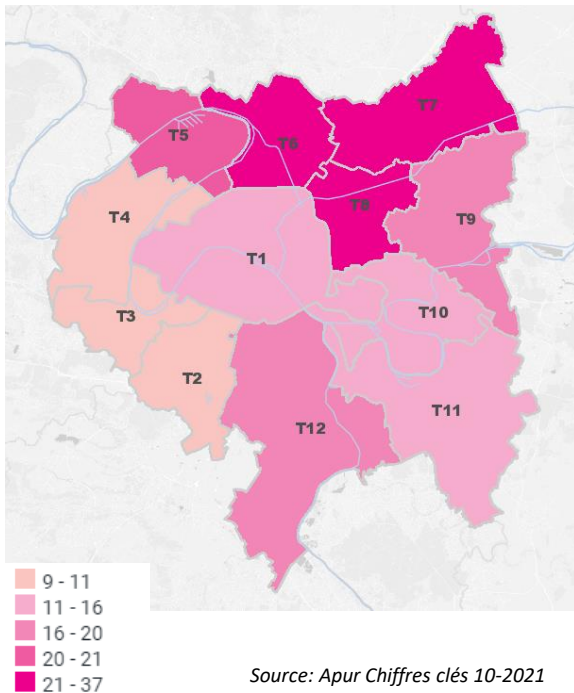 T7
T5
T6
T8
T4
T9
T1
T3
T10
T2
T11
T12
9 - 11
11 - 16
16 - 20
20 - 21
21 - 37
Source: Apur Chiffres clés 10-2021